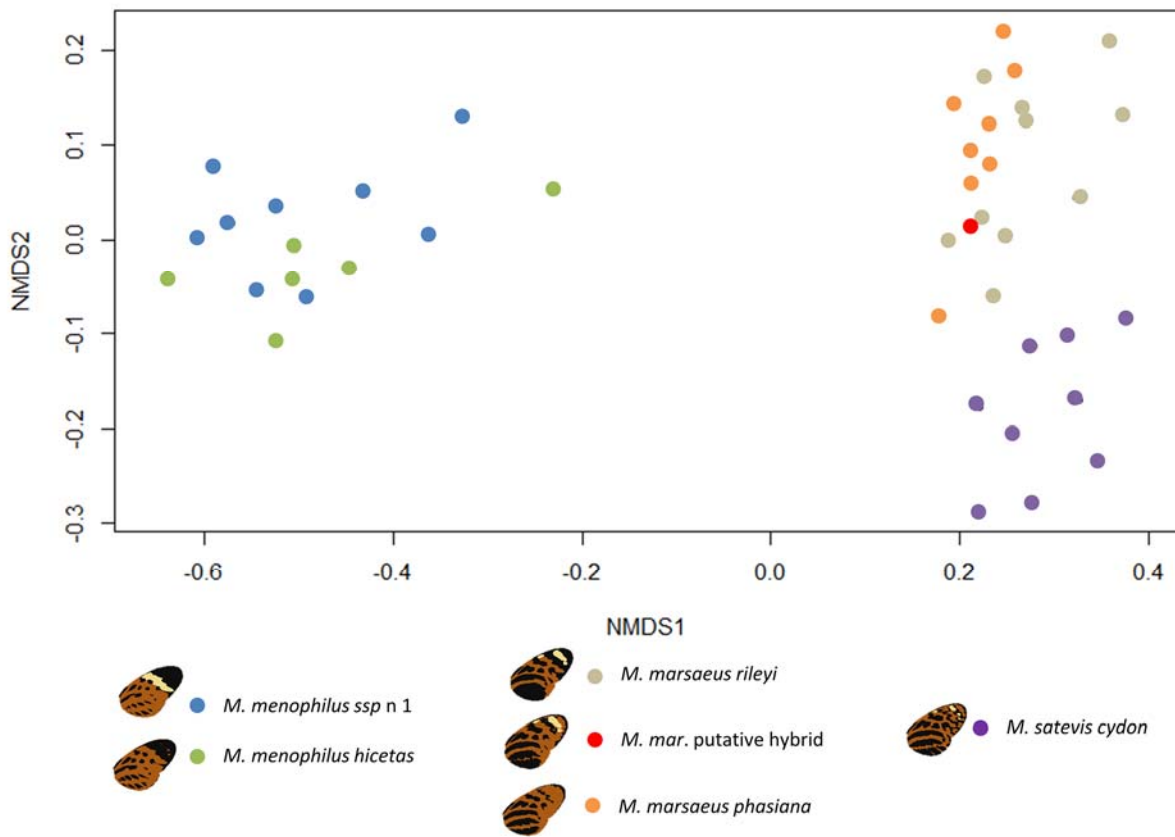 0.2
0.1
0.0
-0.1
-0.2
-0.3
NMDS2
-0.6 -0.4 -0.2 0.0 0.2 0.4
NMDS1
M. menophilus ssp n 1
M. menophilus hicetas
M. marsaeus rileyi
M. mar. putative hybrid
M. marsaeus phasiana
M. satevis cydon